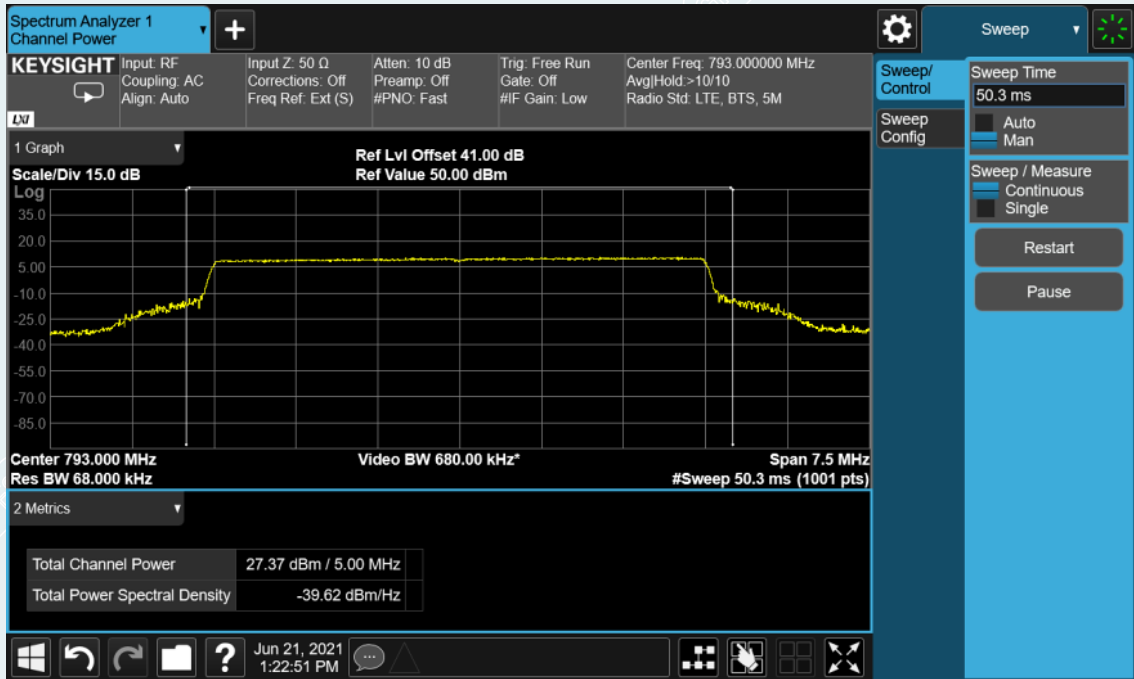 Spectrum Analyzer 1
Channel Power
+
Sweep
KEYSIGHT
LXI
Input: RF
Coupling: AC
Align: Auto
Input Z: 50 Ω
Corrections: Off
Freq Ref: Ext (S)
Atten: 10 dB
Preamp: Off
#PNO: Fast
Trig: Free Run
Gate: Off
#IF Gain: Low
Center Freq: 793.000000 MHz
Avg|Hold:>10/10
Radio Std: LTE, BTS, 5M
Sweep/
Control
Sweep
Config
Sweep Time
50.3 ms
Auto
Man
Sweep / Measure
Continuous
Single
Restart
Pause
1 Graph
Scale/Div 15.0 dB
Ref Lvl Offset 41.00 dB
Ref Value 50.00 dBm
Log
35.0
20.0
5.00
-10.0
-25.0
-40.0
-55.0
-70.0
-85.0
Center 793.000 MHz
Video BW 680.00 kHz*
Span 7.5 MHz
Res BW 68.000 kHz
#Sweep 50.3 ms (1001 pts)
2 Metrics
Total Channel Power 27.37 dBm / 5.00 MHz
Total Power Spectral Density -39.62 dBm/Hz
?
Jun 21, 2021
1:22:51 PM